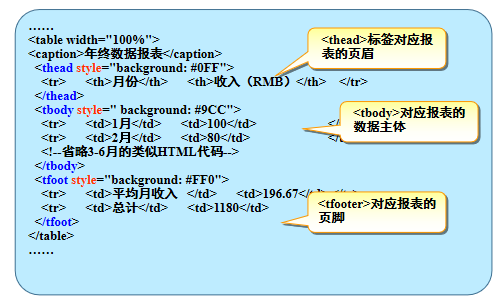 ……
<table width="100%">
<caption>年终数据报表</caption>
<thead style="background: #0FF">
<tr> <th>月份</th> <th>收入（RMB）</th> </tr>
</thead>
<tbody style=" background: #9CC">
<tr> <td>1月</td> <td>100</td>
<tr> <td>2月</td> <td>80</td>
<!--省略3-6月的类似HTML代码-->
</tbody>
<tfoot style="background: #FF0">
<tr> <td>平均月收入 </td> <td>196.67</td>
<tr> <td>总计</td> <td>1180</td>
</tfoot>
</table>
……
<thead>标签对应报
表的页眉
<tbody>对应报表的
数据主体
<tfooter>对应报表的
页脚